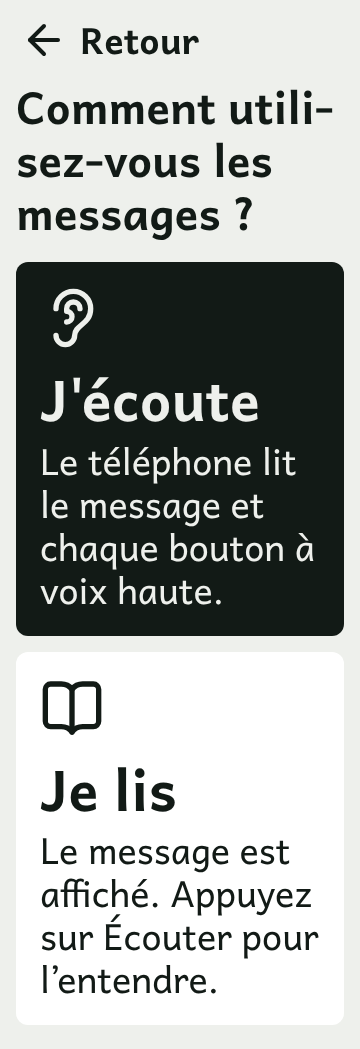 Retour
Comment utili-
sez-vous les
messages ?
J'écoute
Le téléphone lit
le message et
chaque bouton à
voix haute.
Je lis
Le message est
affiché. Appuyez
sur Écouter pour
l’entendre.